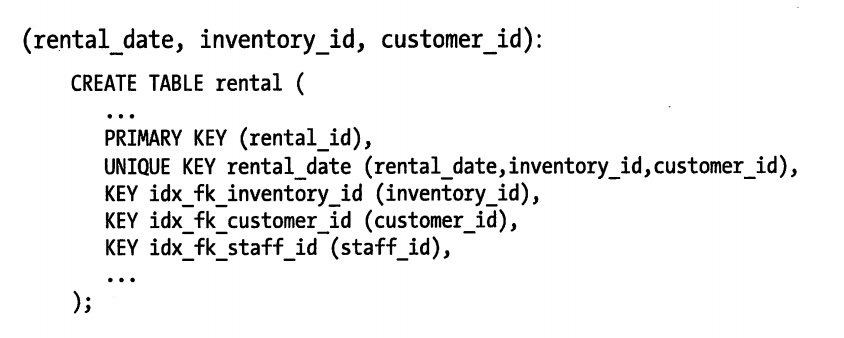 (rental_date, inventory_id, customer_id):
CREATE TABLE rental (
...
PRIMARY KEY (rental_id),
UNIQUE KEY rental_date (rental_date,inventory_id,customer_id),
KEY idx_fk_inventory_id (inventory_id),
KEY idx_fk_customer_id (customer_id),
KEY idx_fk_staff_id (staff_id),
...
);